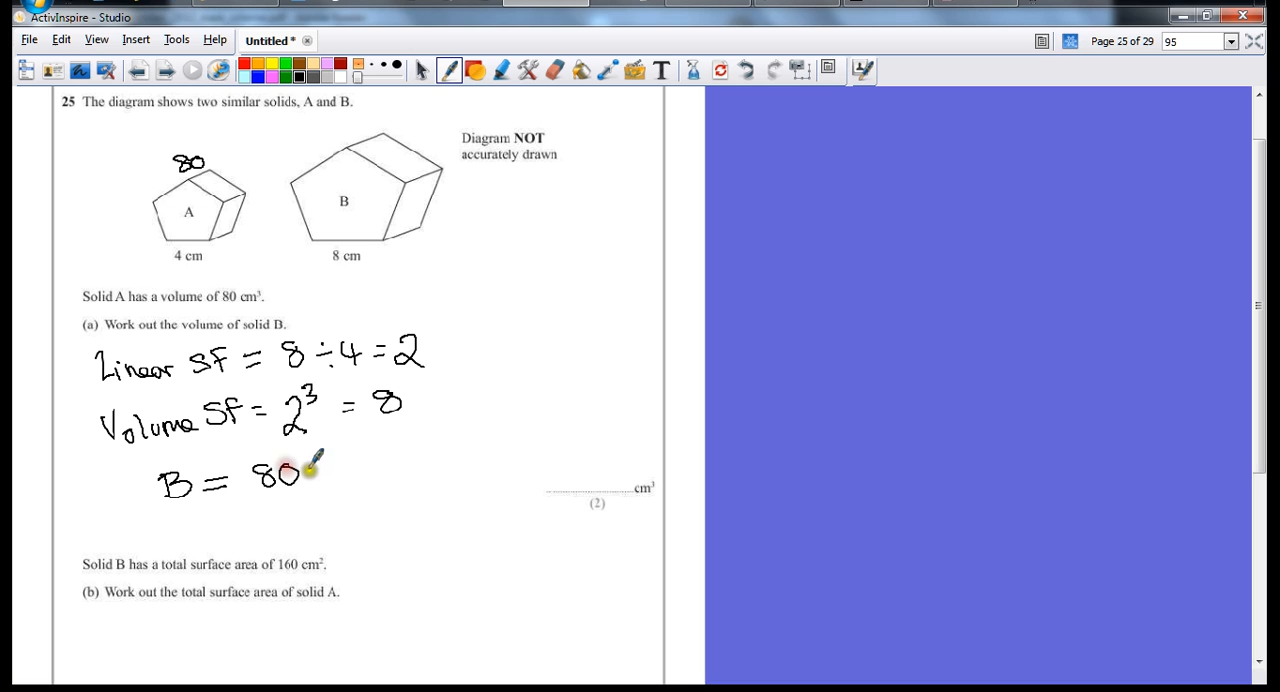 ActivInspire - Studio
File Edit View Insert Tools Help Untitled * Page 25 of 29 95
T
25 The diagram shows two similar solids, A and B.
Diagram NOT
accurately drawn
80
A
B
4 cm
8 cm
Solid A has a volume of 80 cm³.
(a) Work out the volume of solid B.
Linear SF = 8 ÷ 4 = 2
Volume SF = 2³ = 8
B = 80
cm³
(2)
Solid B has a total surface area of 160 cm².
(b) Work out the total surface area of solid A.